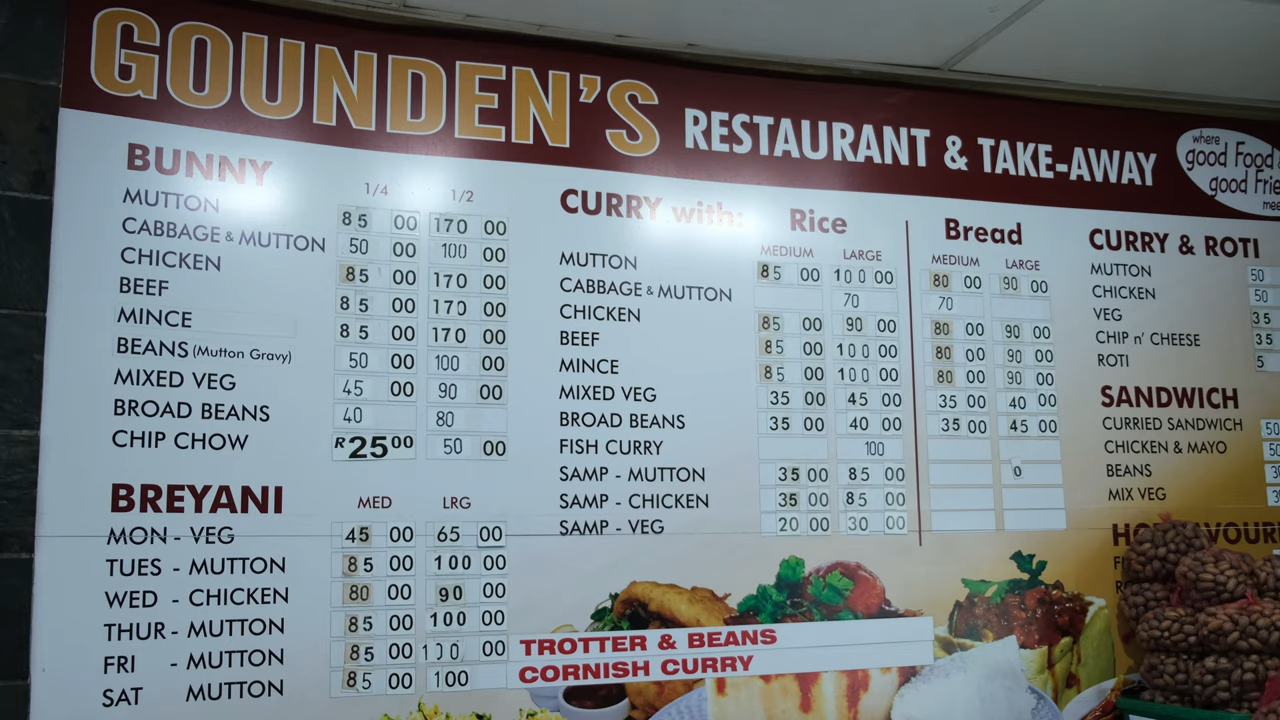 GOUNDEN'S RESTAURANT & TAKE-AWAY
where
good Food
good Frie
mee
BUNNY 1/4 1/2
MUTTON 85 00 170 00
CABBAGE & MUTTON 50 00 100 00
CHICKEN 85 00 170 00
BEEF 85 00 170 00
MINCE 85 00 170 00
BEANS (Mutton Gravy) 50 00 100 00
MIXED VEG 45 00 90 00
BROAD BEANS 40 80
CHIP CHOW R25 00 50 00
BREYANI MED LRG
MON - VEG 45 00 65 00
TUES - MUTTON 85 00 100 00
WED - CHICKEN 80 00 90 00
THUR - MUTTON 85 00 100 00
FRI - MUTTON 85 00 100 00
SAT MUTTON 85 00 100
CURRY with: Rice Bread
MEDIUM LARGE MEDIUM LARGE
MUTTON 85 00 100 00 80 00 90 00
CABBAGE & MUTTON 70 70
CHICKEN 85 00 90 00 80 00 90 00
BEEF 85 00 100 00 80 00 90 00
MINCE 85 00 100 00 80 00 90 00
MIXED VEG 35 00 45 00 35 00 40 00
BROAD BEANS 35 00 40 00 35 00 45 00
FISH CURRY 100
SAMP - MUTTON 35 00 85 00 0
SAMP - CHICKEN 35 00 85 00
SAMP - VEG 20 00 30 00
TROTTER & BEANS
CORNISH CURRY
CURRY & ROTI
MUTTON 50
CHICKEN 50
VEG 35
CHIP n' CHEESE 35
ROTI 5
SANDWICH
CURRIED SANDWICH 50
CHICKEN & MAYO 50
BEANS
MIX VEG